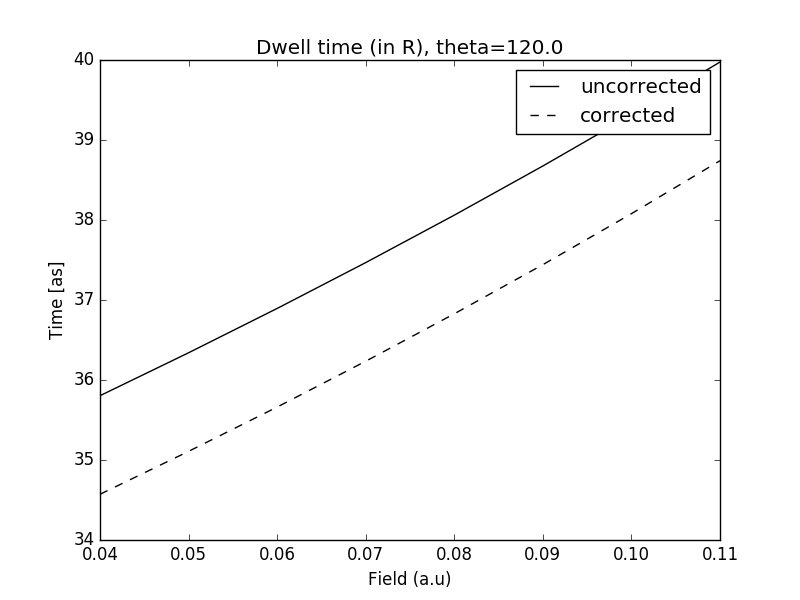 Dwell time (in R), theta=120.0
40
39
38
37
36
35
34
Time [as]
uncorrected
corrected
0.04 0.05 0.06 0.07 0.08 0.09 0.10 0.11
Field (a.u)